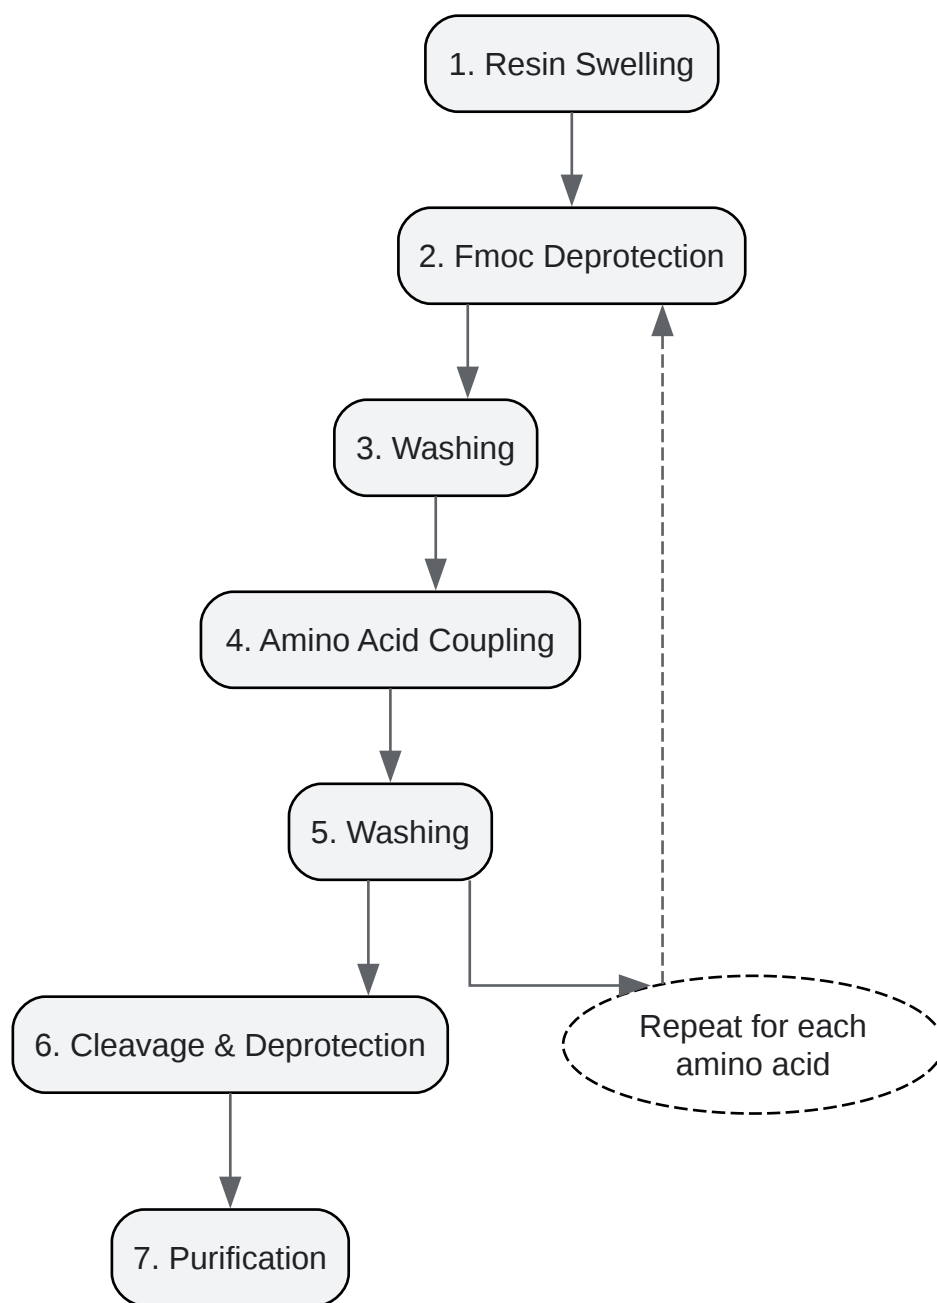 1. Resin Swelling
2. Fmoc Deprotection
3. Washing
4. Amino Acid Coupling
5. Washing
6. Cleavage & Deprotection
Repeat for each
amino acid
7. Purification